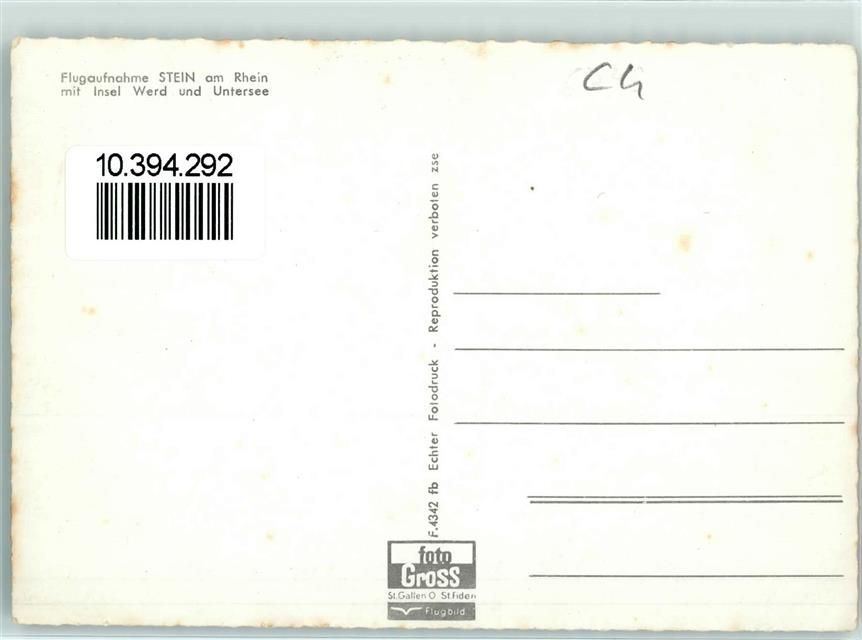 Flugaufnahme STEIN am Rhein
mit Insel Werd und Untersee
Ch
10.394.292
F.4342 fb Echter Fotodruck - Reproduktion verboten zse
foto
Gross
St.Gallen O St.Fiden
Flugbild